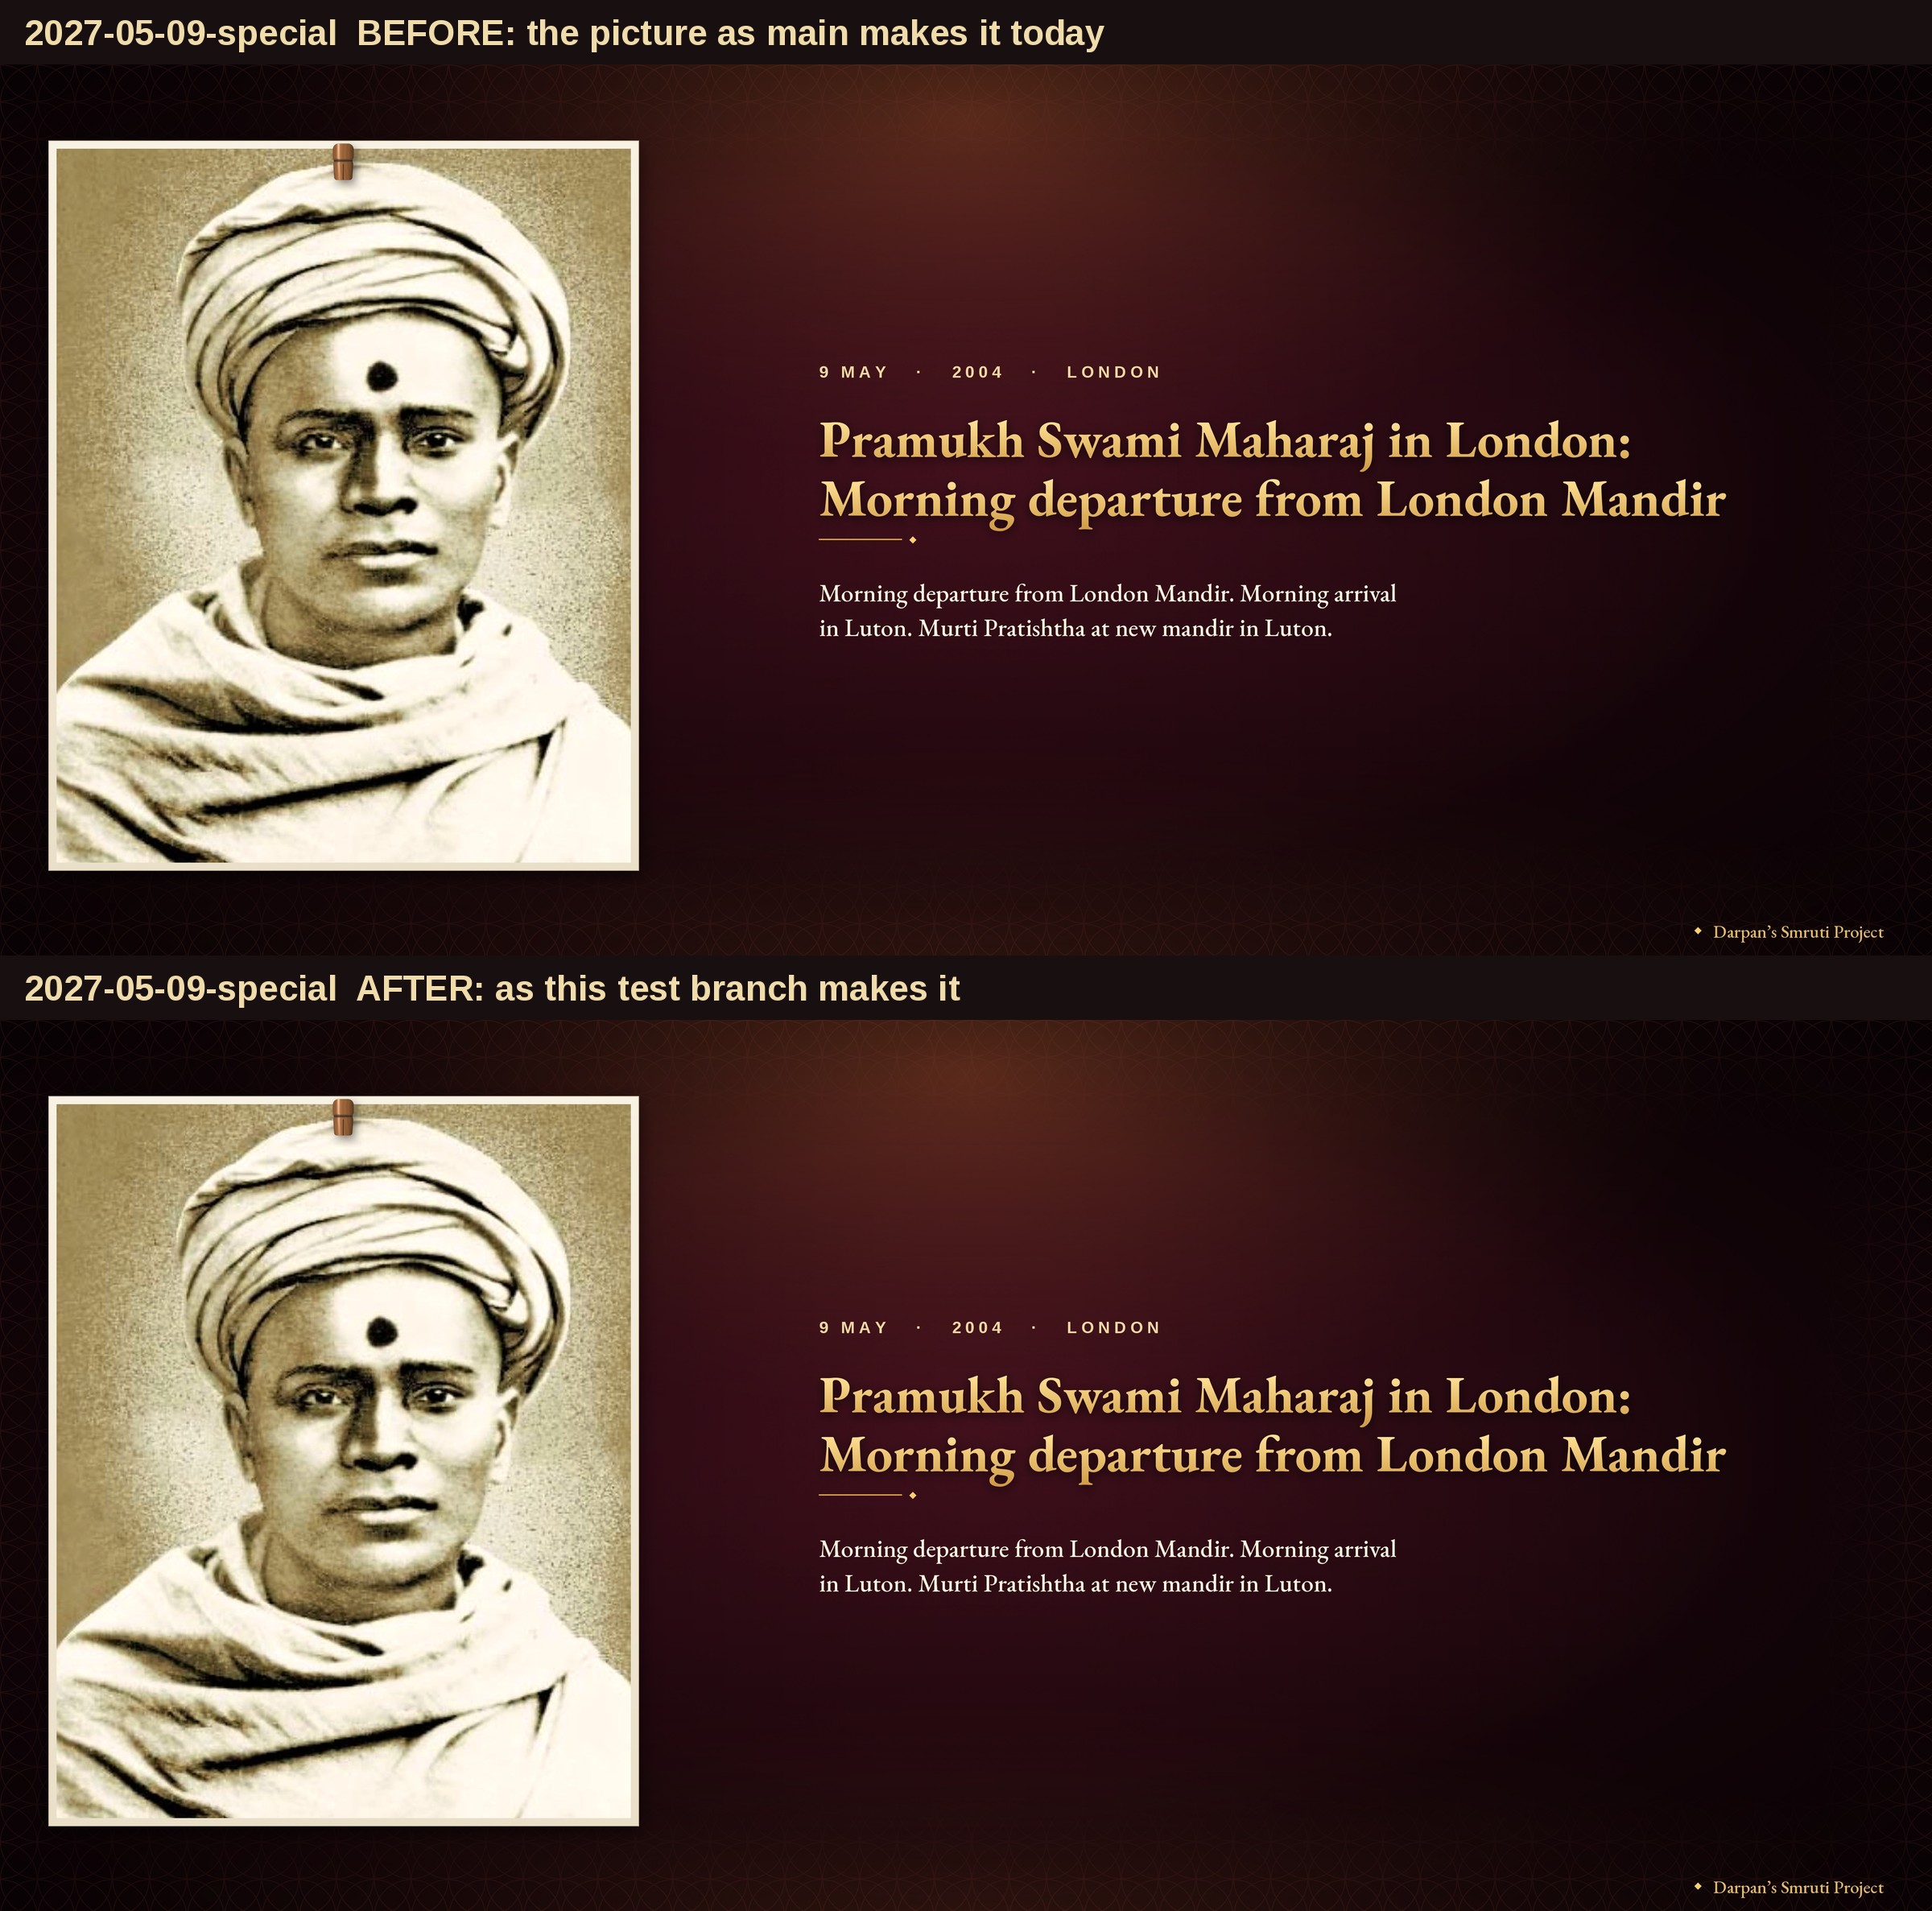 2027-05-09-special  BEFORE: the picture as main makes it today
9 MAY · 2004 · LONDON
Pramukh Swami Maharaj in London:
Morning departure from London Mandir
Morning departure from London Mandir. Morning arrival
in Luton. Murti Pratishtha at new mandir in Luton.
Darpan’s Smruti Project
2027-05-09-special  AFTER: as this test branch makes it
9 MAY · 2004 · LONDON
Pramukh Swami Maharaj in London:
Morning departure from London Mandir
Morning departure from London Mandir. Morning arrival
in Luton. Murti Pratishtha at new mandir in Luton.
Darpan’s Smruti Project